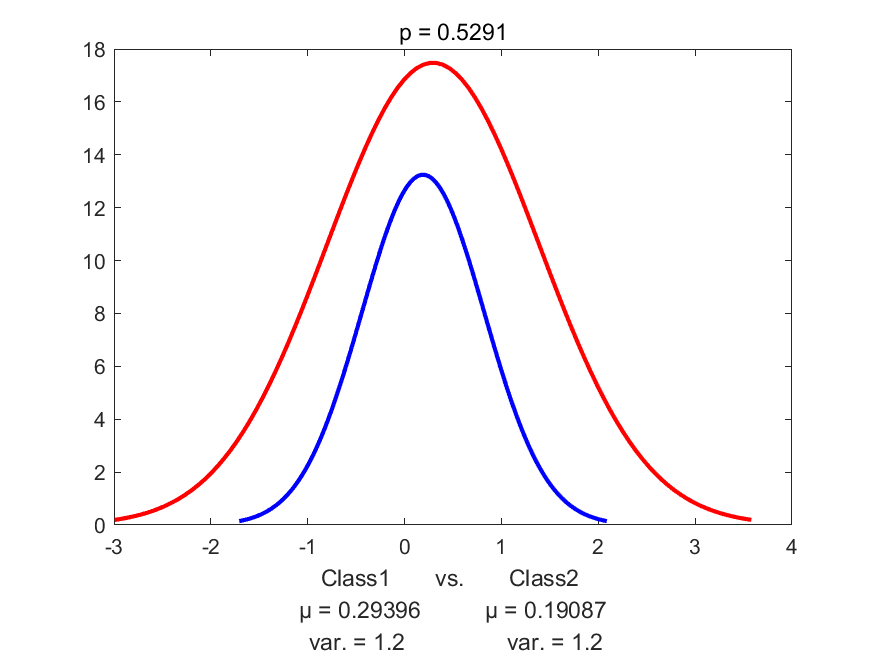 p = 0.5291
18
16
14
12
10
8
6
4
2
0
-3 -2 -1 0 1 2 3 4
Class1 vs. Class2
μ = 0.29396 μ = 0.19087
var. = 1.2 var. = 1.2